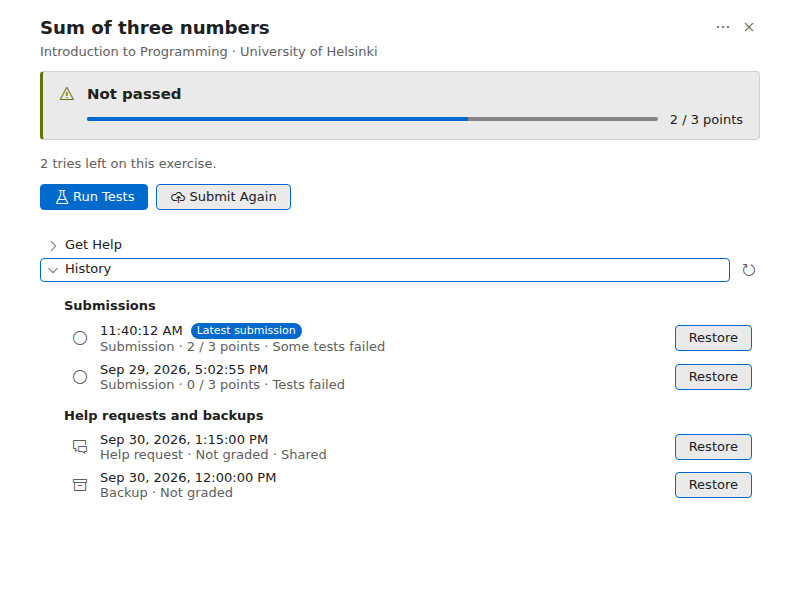 Sum of three numbers
Introduction to Programming · University of Helsinki
Not passed
2 / 3 points
2 tries left on this exercise.
Run Tests
Submit Again
Get Help
History
Submissions
11:40:12 AM Latest submission
Submission · 2 / 3 points · Some tests failed
Restore
Sep 29, 2026, 5:02:55 PM
Submission · 0 / 3 points · Tests failed
Restore
Help requests and backups
Sep 30, 2026, 1:15:00 PM
Help request · Not graded · Shared
Restore
Sep 30, 2026, 12:00:00 PM
Backup · Not graded
Restore